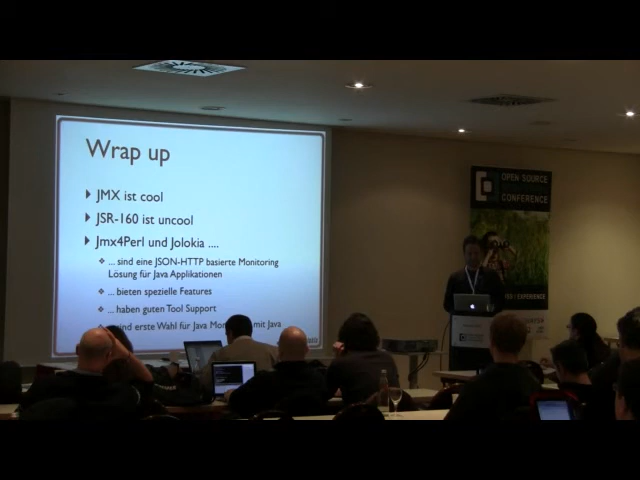 Wrap up
JMX ist cool
JSR-160 ist uncool
Jmx4Perl und Jolokia ....
... sind eine JSON-HTTP basierte Monitoring
Lösung für Java Applikationen
... bieten spezielle Features
... haben guten Tool Support
sind erste Wahl für Java Mon mit Java
OPEN SOURCE
CONFERENCE
EXPERIENCE